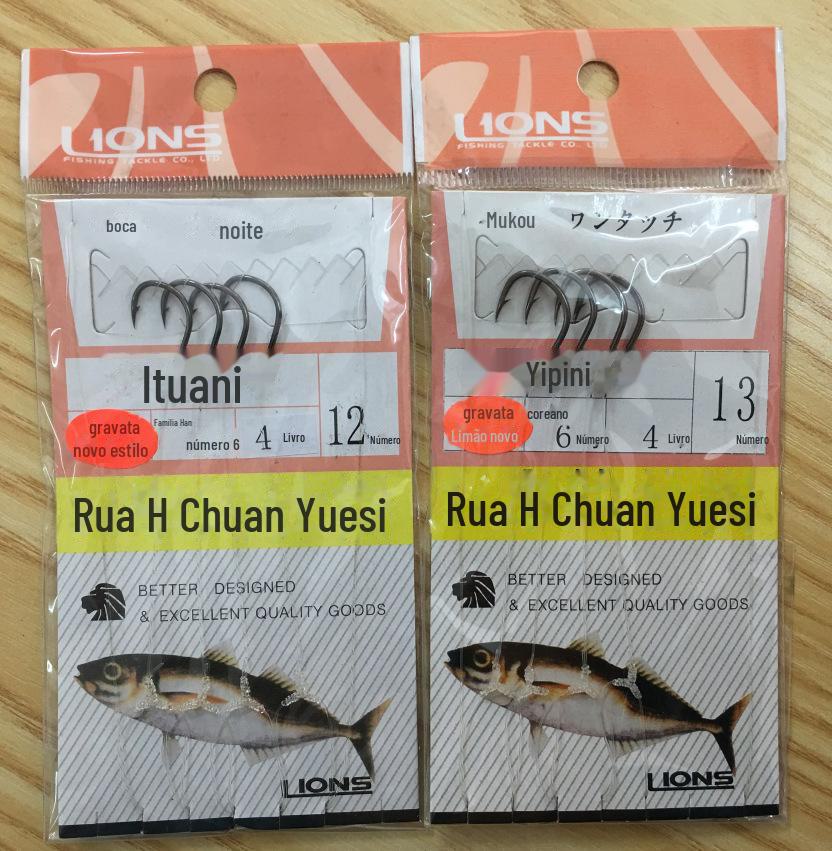 LIONS
FISHING TACKLE CO., LTD
boca
noite
Ituani
gravata
novo estilo
Família Han
número 6
4 Livro
12 Número
Rua H Chuan Yuesi
BETTER DESIGNED
& EXCELLENT QUALITY GOODS
LIONS
LIONS
FISHING TACKLE CO., LTD
Mukou
ワンタッチ
Yipini
gravata
Limão novo
coreano
6 Número
4 Livro
13
Número
Rua H Chuan Yuesi
BETTER DESIGNED
& EXCELLENT QUALITY GOODS
LIONS